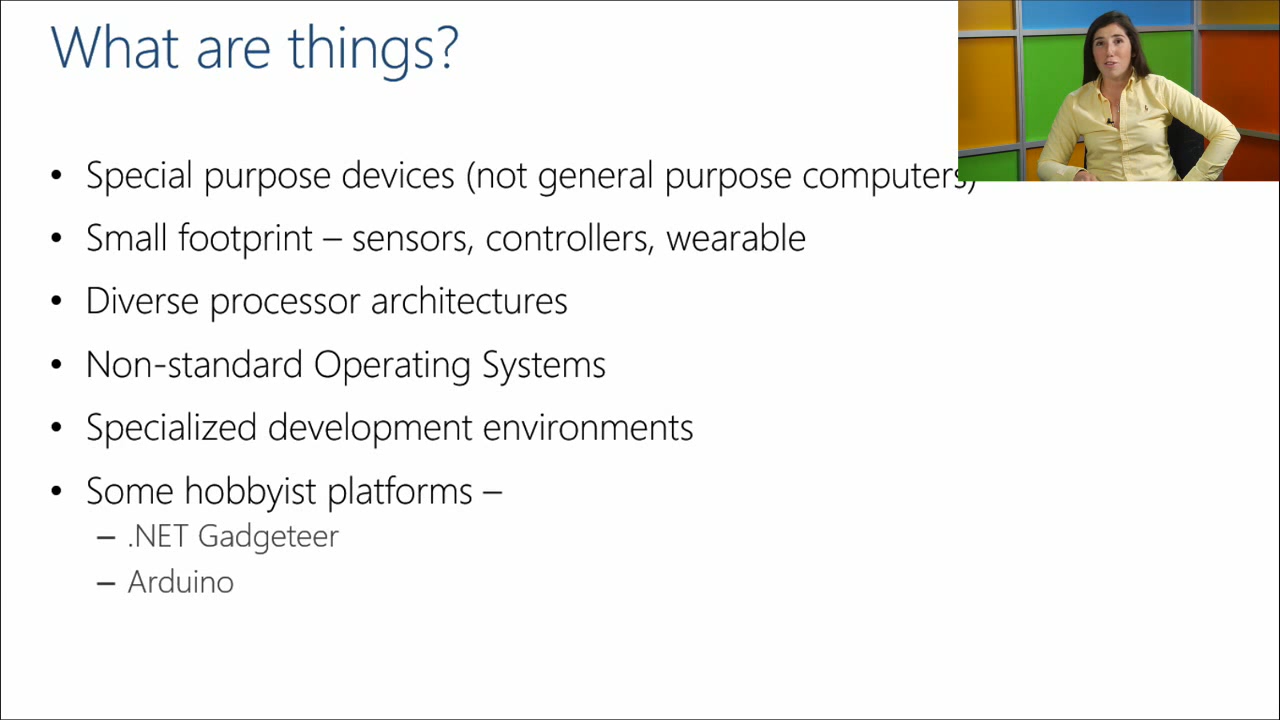 What are things?
• Special purpose devices (not general purpose computers)
• Small footprint – sensors, controllers, wearable
• Diverse processor architectures
• Non-standard Operating Systems
• Specialized development environments
• Some hobbyist platforms –
– .NET Gadgeteer
– Arduino